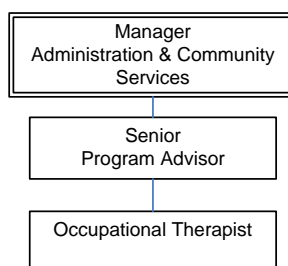 Manager
Administration & Community
Services
Senior
Program Advisor
Occupational Therapist